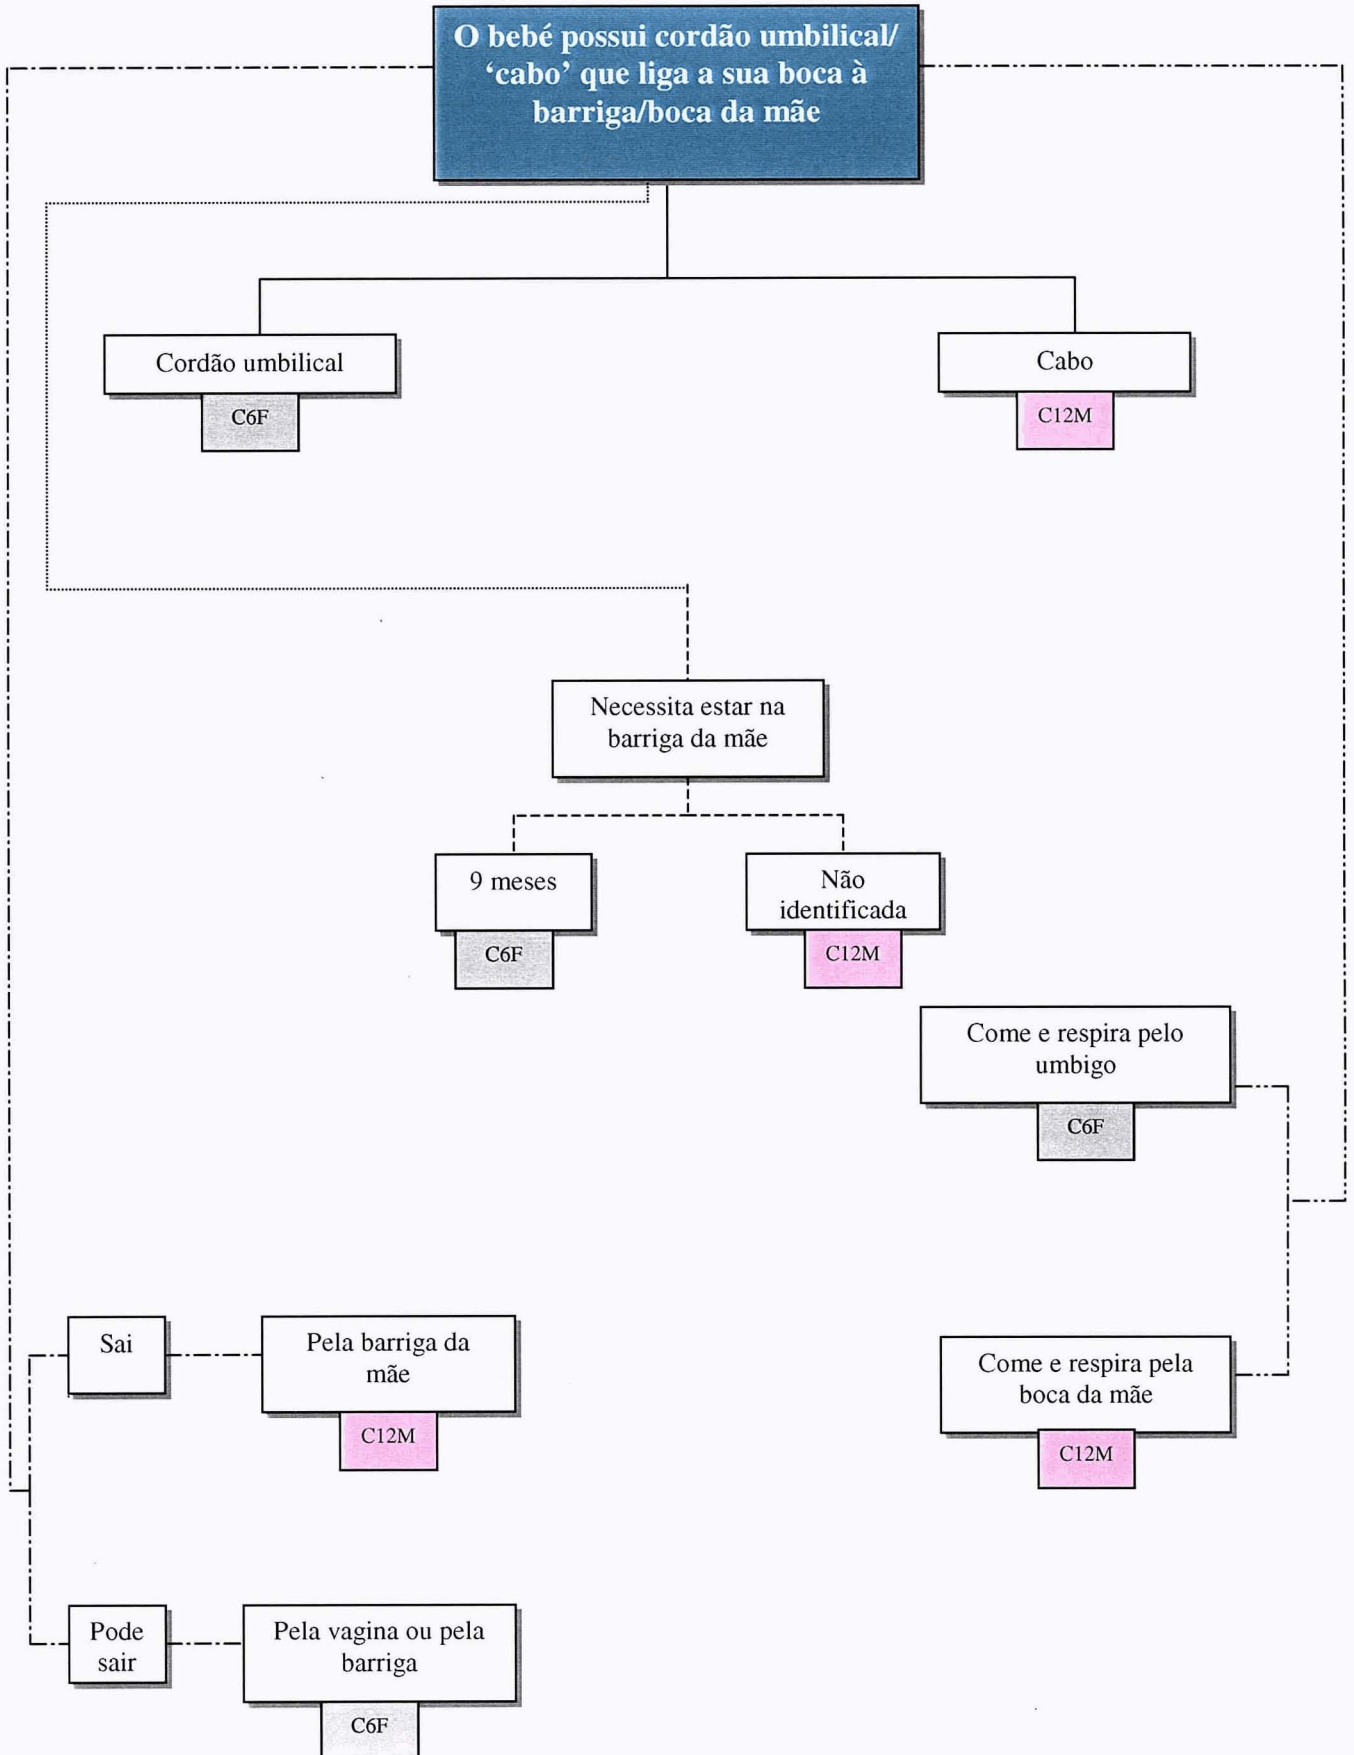 O bebé possui cordão umbilical/
‘cabo’ que liga a sua boca à
barriga/boca da mãe
Cordão umbilical
C6F
Cabo
C12M
Necessita estar na
barriga da mãe
9 meses
C6F
Não
identificada
C12M
Come e respira pelo
umbigo
C6F
Sai
Pela barriga da
mãe
C12M
Come e respira pela
boca da mãe
C12M
Pode
sair
Pela vagina ou pela
barriga
C6F